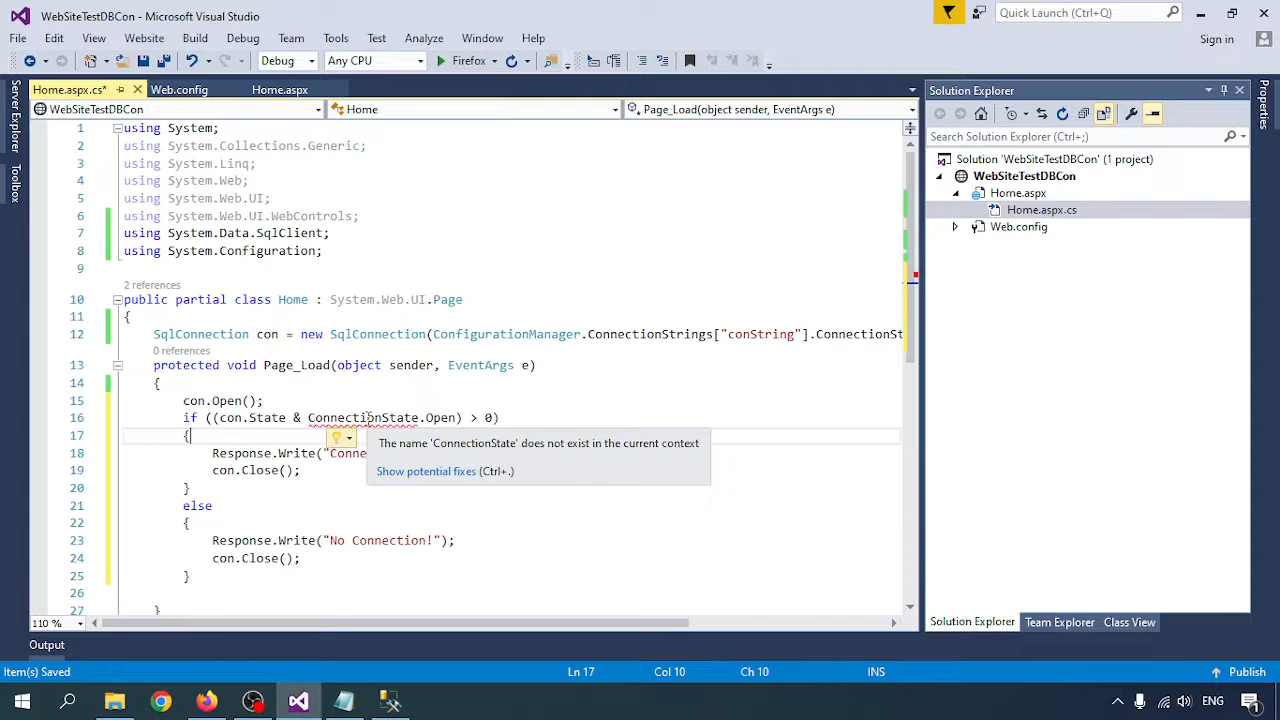 WebSiteTestDBCon - Microsoft Visual Studio
Quick Launch (Ctrl+Q)
File Edit View Website Build Debug Team Tools Test Analyze Window Help
Sign in
Debug Any CPU Firefox
Server Explorer
Toolbox
Home.aspx.cs* Web.config Home.aspx
WebSiteTestDBCon Home Page_Load(object sender, EventArgs e)
1 using System;
2 using System.Collections.Generic;
3 using System.Linq;
4 using System.Web;
5 using System.Web.UI;
6 using System.Web.UI.WebControls;
7 using System.Data.SqlClient;
8 using System.Configuration;
9
2 references
10 public partial class Home : System.Web.UI.Page
11 {
12 SqlConnection con = new SqlConnection(ConfigurationManager.ConnectionStrings["conString"].ConnectionSt
0 references
13 protected void Page_Load(object sender, EventArgs e)
14 {
15 con.Open();
16 if ((con.State & ConnectionState.Open) > 0)
17 {
The name 'ConnectionState' does not exist in the current context
18 Response.Write("Conne
Show potential fixes (Ctrl+.)
19 con.Close();
20 }
21 else
22 {
23 Response.Write("No Connection!");
24 con.Close();
25 }
26
27 }
110 %
Solution Explorer
Search Solution Explorer (Ctrl+;)
Solution 'WebSiteTestDBCon' (1 project)
WebSiteTestDBCon
Home.aspx
Home.aspx.cs
Web.config
Solution Explorer Team Explorer Class View
Properties
Output
Item(s) Saved Ln 17 Col 10 Ch 10 INS Publish
ENG
1